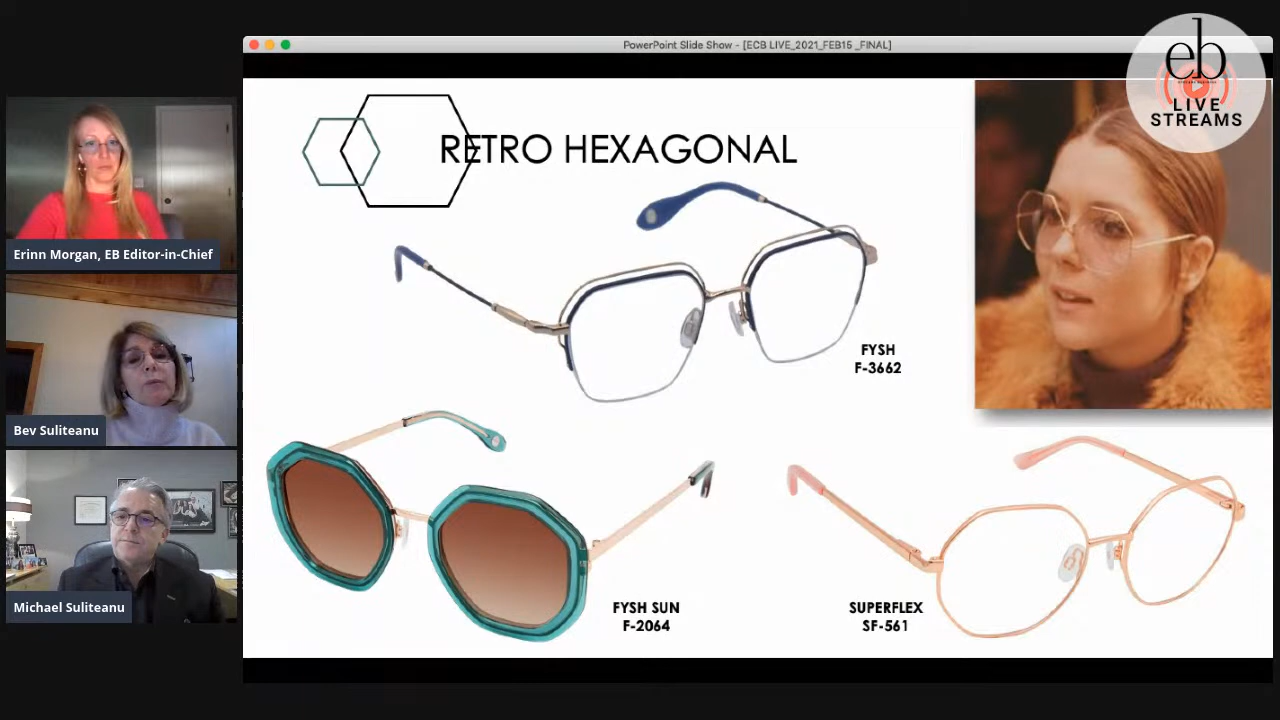 PowerPoint Slide Show - [ECB LIVE_2021_FEB15 _FINAL]
eb
LIVE
STREAMS
RETRO HEXAGONAL
Erinn Morgan, EB Editor-in-Chief
FYSH
F-3662
Bev Suliteanu
FYSH SUN
F-2064
SUPERFLEX
SF-561
Michael Suliteanu